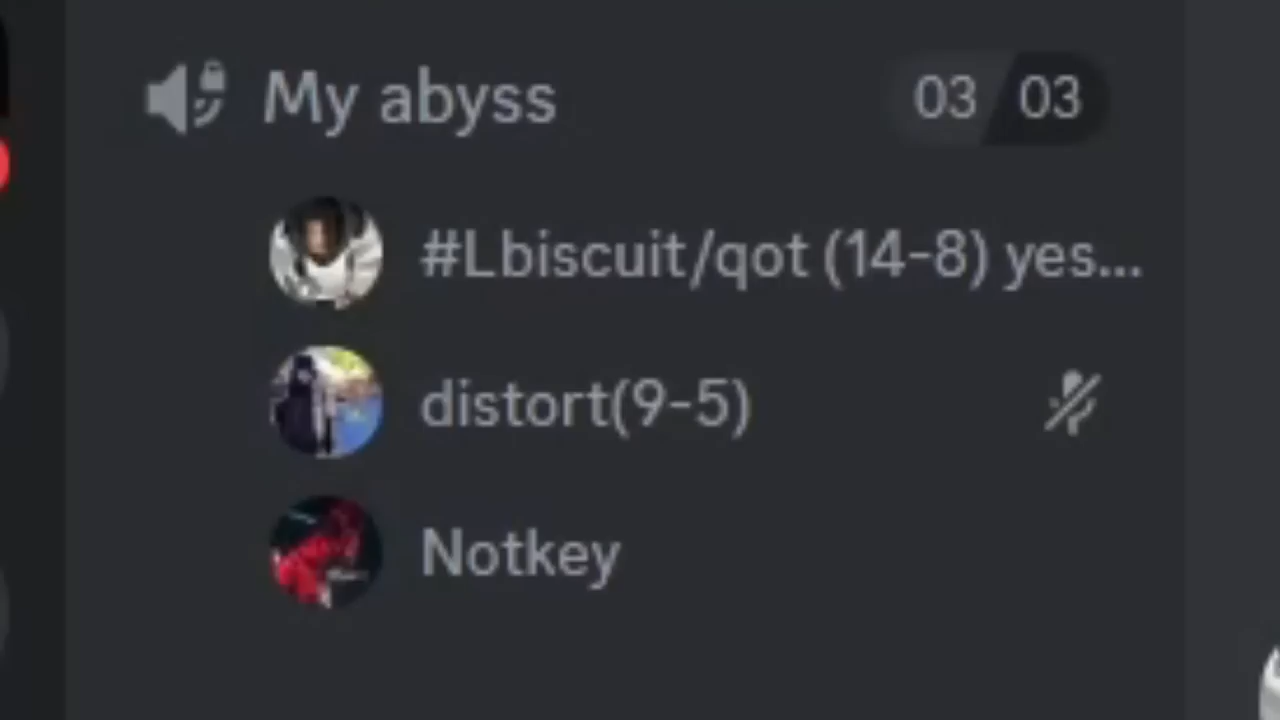 My abyss 03 03
#Lbiscuit/qot (14-8) yes...
distort(9-5)
Notkey